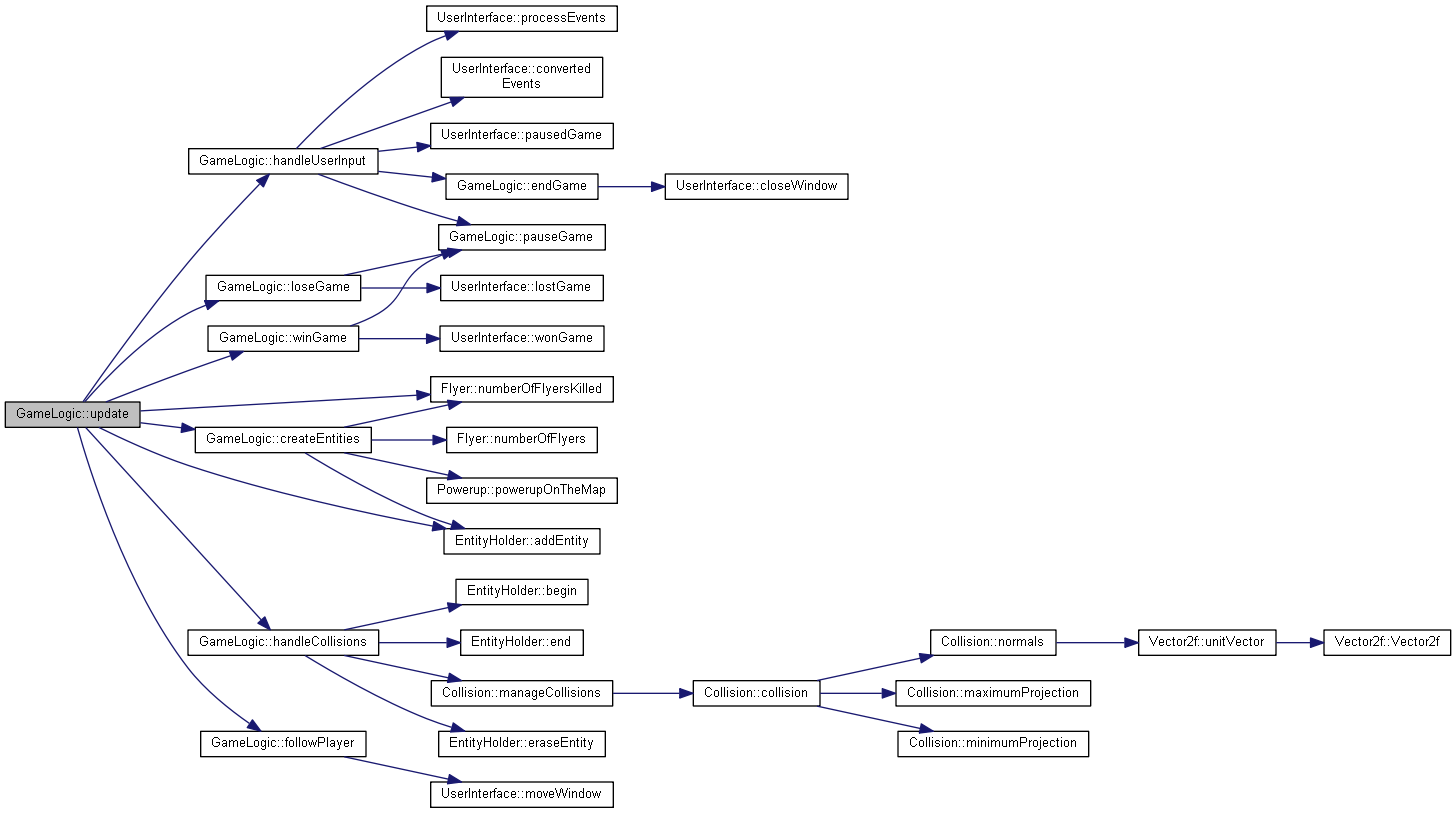 UserInterface::processEvents
UserInterface::converted
Events
UserInterface::pausedGame
GameLogic::handleUserInput
GameLogic::endGame
UserInterface::closeWindow
GameLogic::pauseGame
GameLogic::loseGame
UserInterface::lostGame
GameLogic::winGame
UserInterface::wonGame
Flyer::numberOfFlyersKilled
GameLogic::update
GameLogic::createEntities
Flyer::numberOfFlyers
Powerup::powerupOnTheMap
EntityHolder::addEntity
EntityHolder::begin
GameLogic::handleCollisions
EntityHolder::end
Collision::normals
Vector2f::unitVector
Vector2f::Vector2f
Collision::manageCollisions
Collision::collision
Collision::maximumProjection
GameLogic::followPlayer
EntityHolder::eraseEntity
Collision::minimumProjection
UserInterface::moveWindow